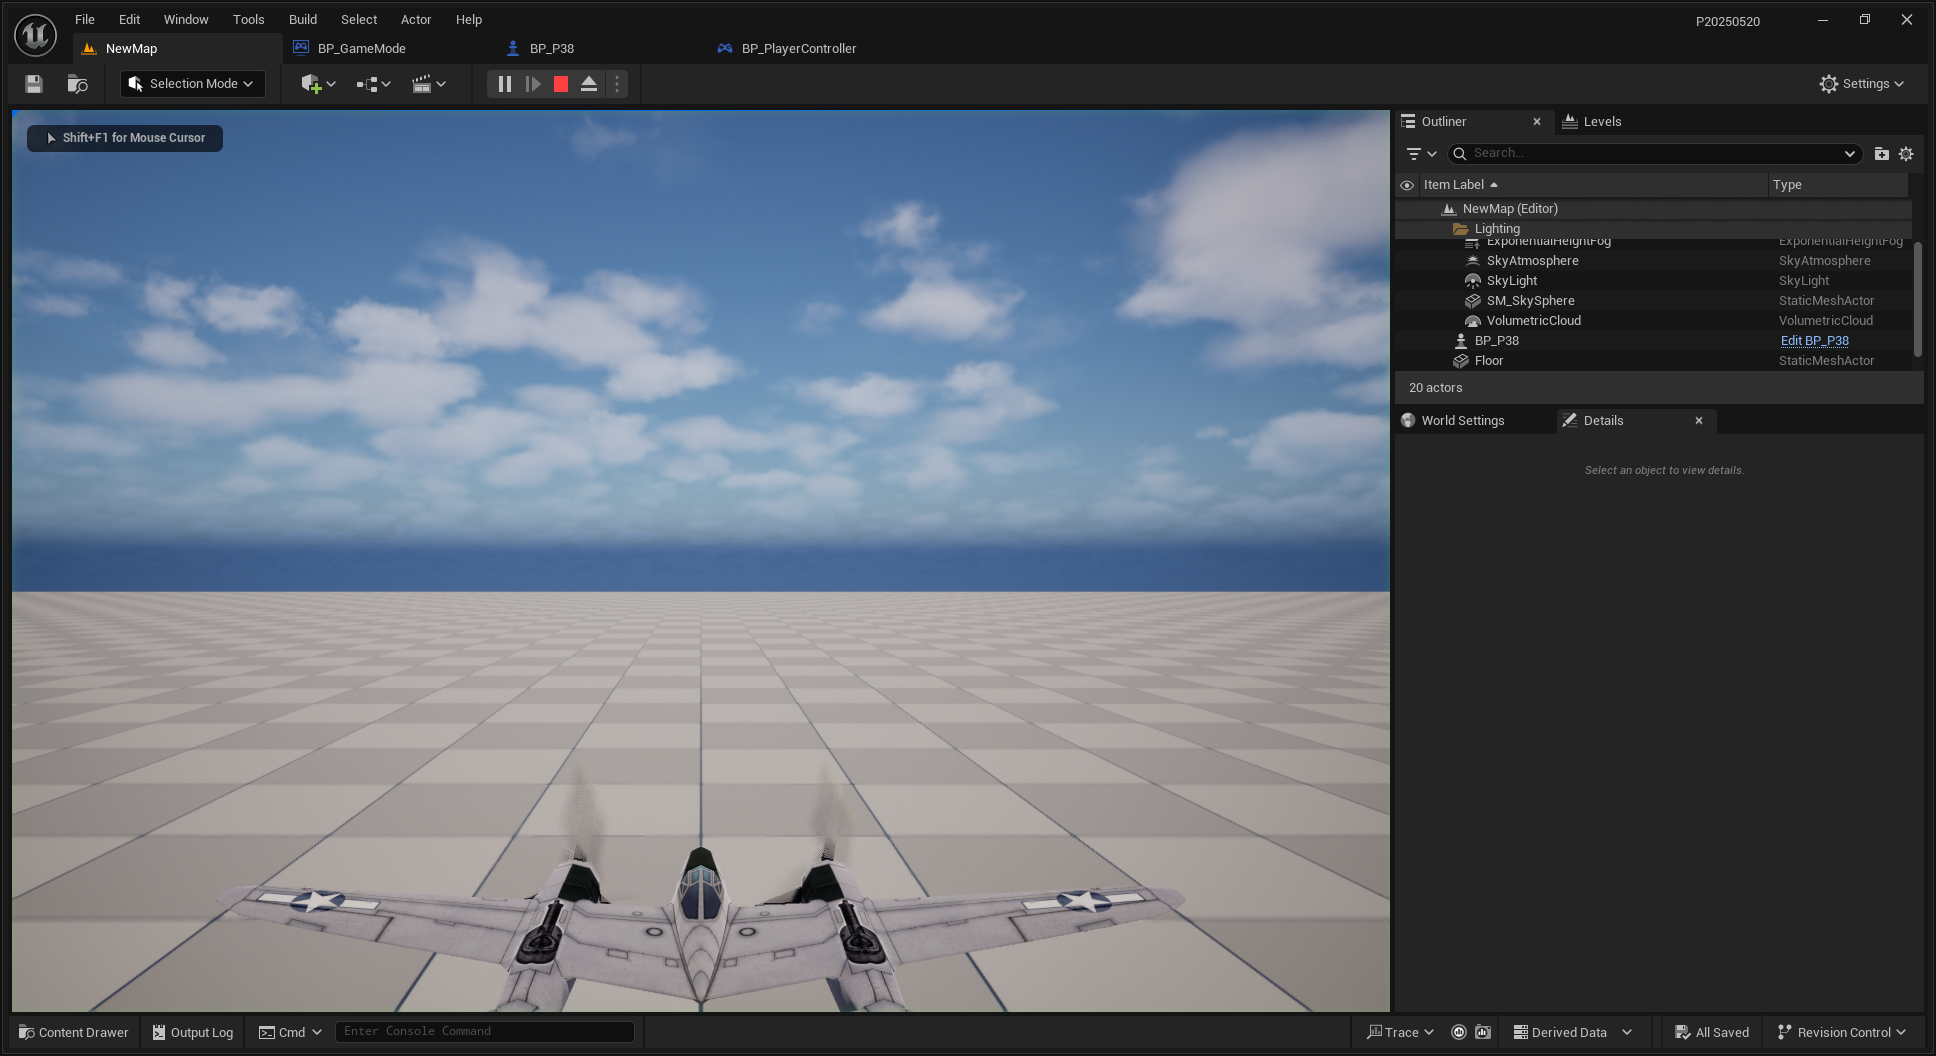 File Edit Window Tools Build Select Actor Help
P20250520
NewMap BP_GameMode BP_P38 BP_PlayerController
Selection Mode
Settings
Shift+F1 for Mouse Cursor
Outliner Levels
Search...
Item Label Type
NewMap (Editor)
Lighting
ExponentialHeightFog ExponentialHeightFog
SkyAtmosphere SkyAtmosphere
SkyLight SkyLight
SM_SkySphere StaticMeshActor
VolumetricCloud VolumetricCloud
BP_P38 Edit BP_P38
Floor StaticMeshActor
20 actors
World Settings Details
Select an object to view details.
Content Drawer Output Log Cmd Enter Console Command Trace Derived Data All Saved Revision Control